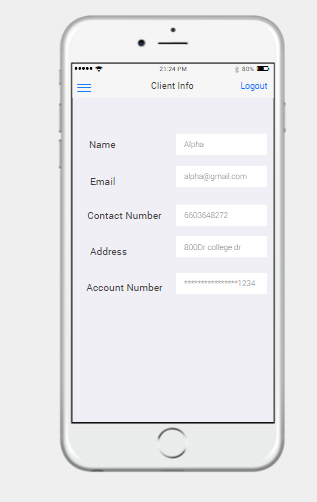 21:24 PM 80%
Client Info Logout
Name Alpha
Email alpha@gmail.com
Contact Number 6603648272
Address 800Dr college dr
Account Number ****************1234